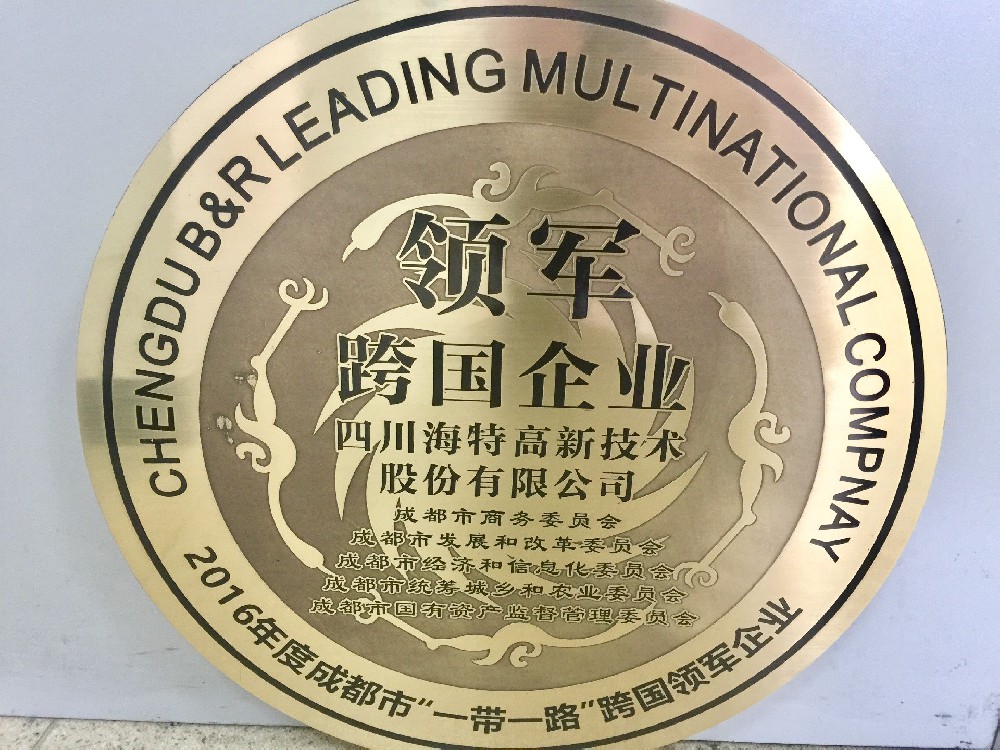 CHENGDU B&R LEADING MULTINATIONAL COMPNAY
领军
跨国企业
四川海特高新技术
股份有限公司
成都市商务委员会
成都市发展和改革委员会
成都市经济和信息化委员会
成都市统筹城乡和农业委员会
成都市国有资产监督管理委员会
2016年度成都市"一带一路"跨国领军企业